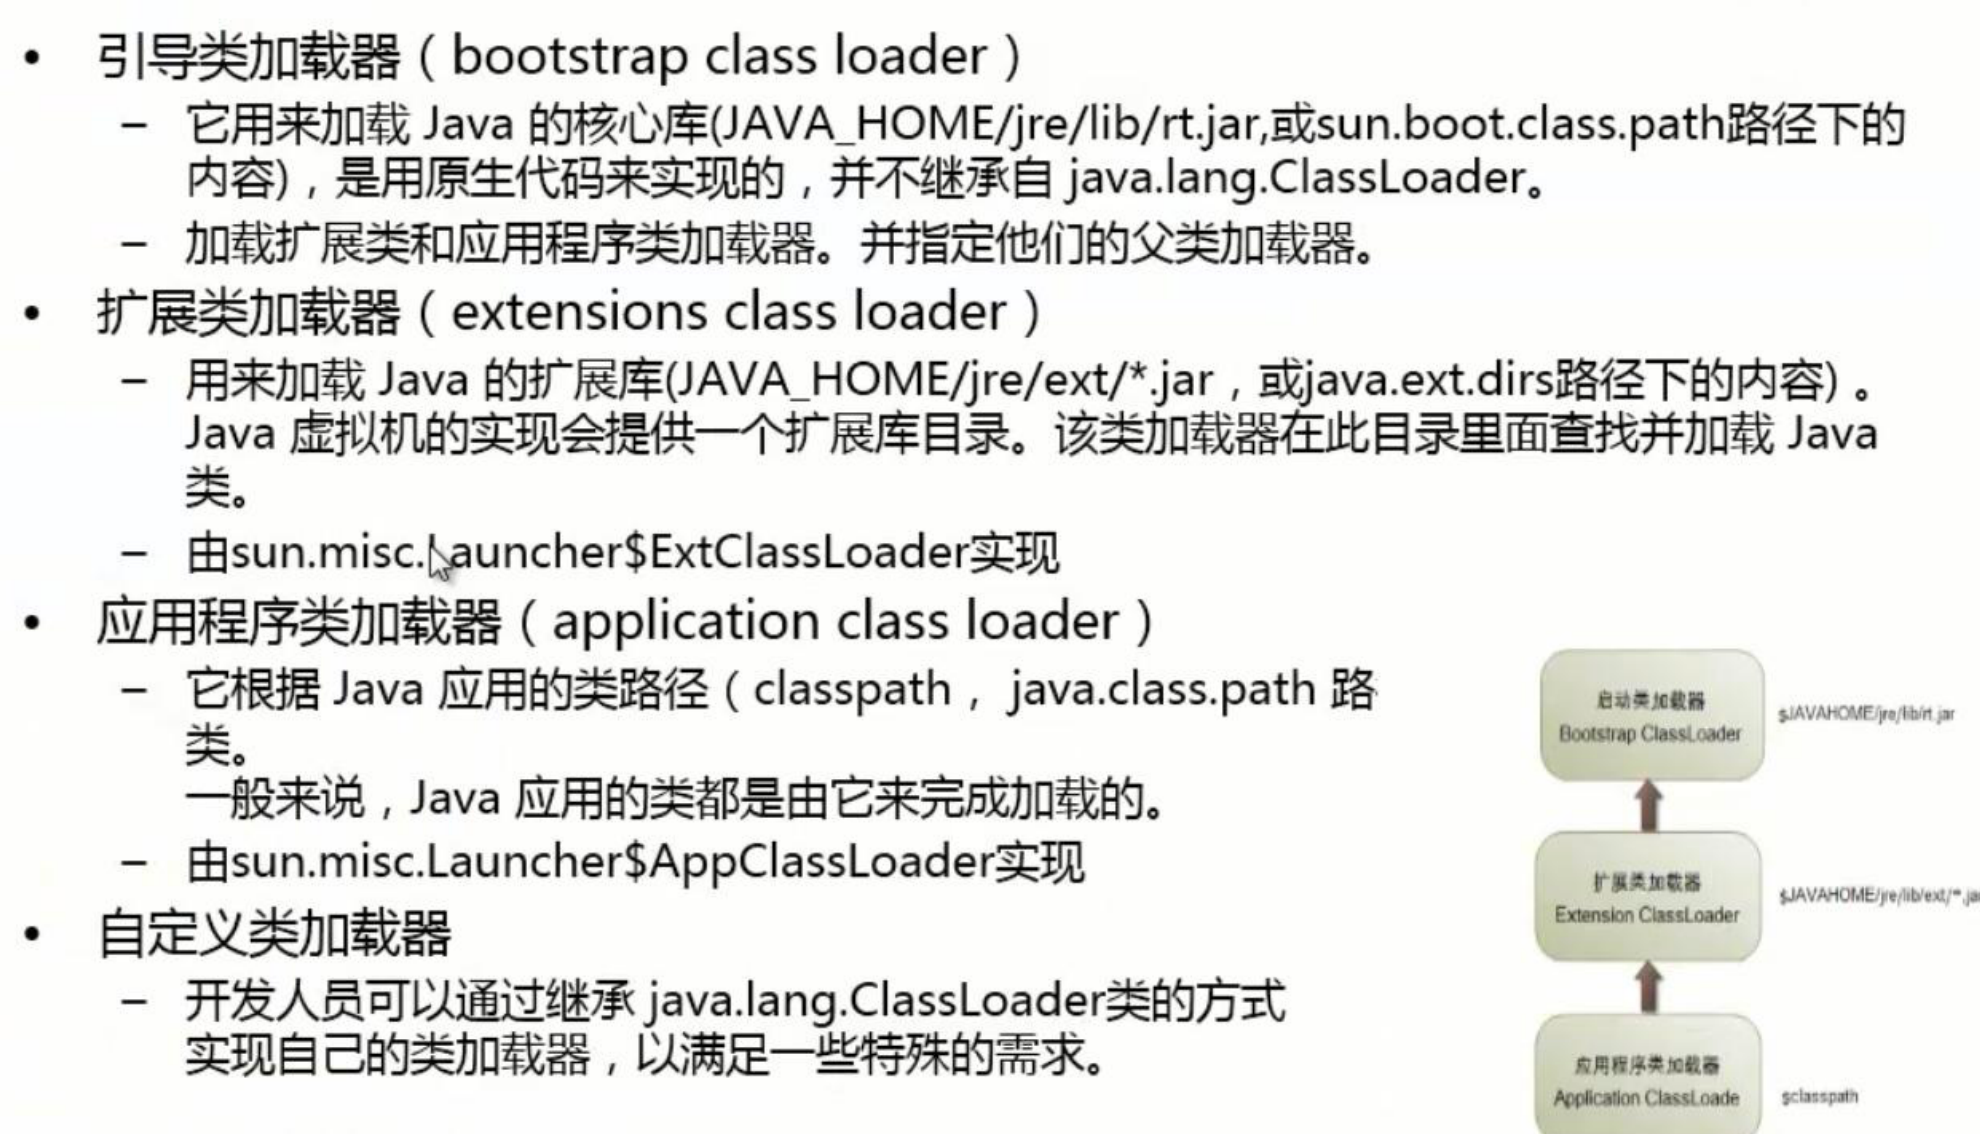 • 引导类加载器（bootstrap class loader）
– 它用来加载 Java 的核心库(JAVA_HOME/jre/lib/rt.jar,或sun.boot.class.path路径下的
内容)，是用原生代码来实现的，并不继承自 java.lang.ClassLoader。
– 加载扩展类和应用程序类加载器。并指定他们的父类加载器。
• 扩展类加载器（extensions class loader）
– 用来加载 Java 的扩展库(JAVA_HOME/jre/ext/*.jar，或java.ext.dirs路径下的内容) 。
Java 虚拟机的实现会提供一个扩展库目录。该类加载器在此目录里面查找并加载 Java
类。
– 由sun.misc.Launcher$ExtClassLoader实现
• 应用程序类加载器（application class loader）
– 它根据 Java 应用的类路径（classpath， java.class.path 路
类。
一般来说，Java 应用的类都是由它来完成加载的。
– 由sun.misc.Launcher$AppClassLoader实现
• 自定义类加载器
– 开发人员可以通过继承 java.lang.ClassLoader类的方式
实现自己的类加载器，以满足一些特殊的需求。
启动类加载器
Bootstrap ClassLoader
$JAVAHOME/jre/lib/rt.jar
扩展类加载器
Extension ClassLoader
$JAVAHOME/jre/lib/ext/*.ja
应用程序类加载器
Application ClassLoade
$classpath